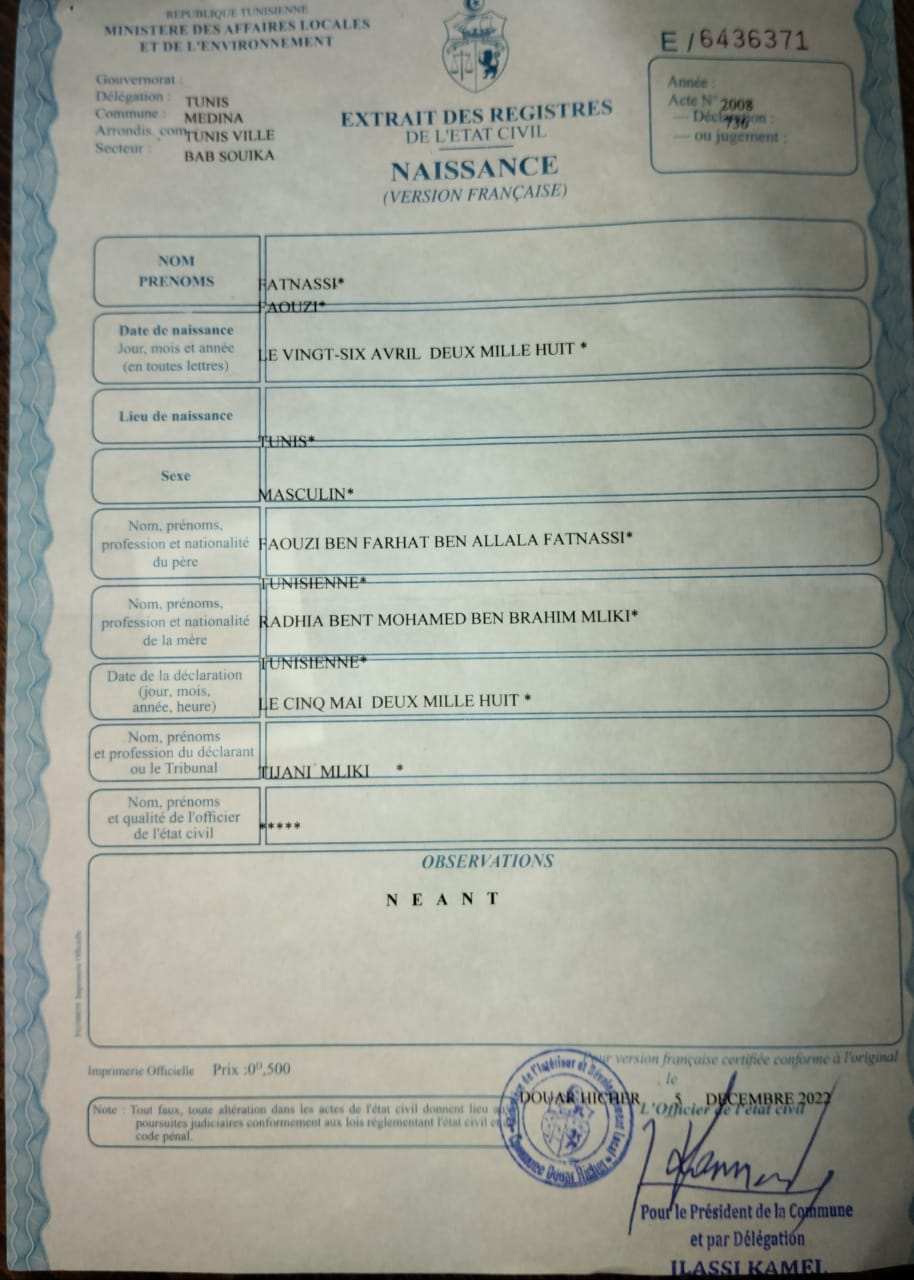 REPUBLIQUE TUNISIENNE
MINISTERE DES AFFAIRES LOCALES
ET DE L'ENVIRONNEMENT
E / 6436371
Gouvernorat :
Délégation : TUNIS
Commune : MEDINA
Arrondis. com TUNIS VILLE
Secteur : BAB SOUIKA
EXTRAIT DES REGISTRES
DE L'ETAT CIVIL
NAISSANCE
(VERSION FRANÇAISE)
Année :
Acte N° 2008
— Déclaration : 736
— ou jugement :
NOM
PRENOMS
FATNASSI*
FAOUZI*
Date de naissance
Jour, mois et année
(en toutes lettres)
LE VINGT-SIX AVRIL DEUX MILLE HUIT *
Lieu de naissance
TUNIS*
Sexe
MASCULIN*
Nom, prénoms,
profession et nationalité
du père
FAOUZI BEN FARHAT BEN ALLALA FATNASSI*
TUNISIENNE*
Nom, prénoms,
profession et nationalité
de la mère
RADHIA BENT MOHAMED BEN BRAHIM MLIKI*
TUNISIENNE*
Date de la déclaration
(jour, mois,
année, heure)
LE CINQ MAI DEUX MILLE HUIT *
Nom, prénoms
et profession du déclarant
ou le Tribunal
TIJANI MLIKI *
Nom, prénoms
et qualité de l'officier
de l'état civil
*****
OBSERVATIONS
N E A N T
Imprimerie Officielle Prix :0ᴰ,500
Pour version française certifiée conforme à l'original
, le
DOUAR HICHER 5 DECEMBRE 2022
L'Officier de l'état civil
Note : Tout faux, toute altération dans les actes de l'état civil donnent lieu aux
poursuites judiciaires conformement aux lois réglementant l'état civil et
code pénal.
Commune Douar Hicher
Pour le Président de la Commune
et par Délégation
JLASSI KAMEL